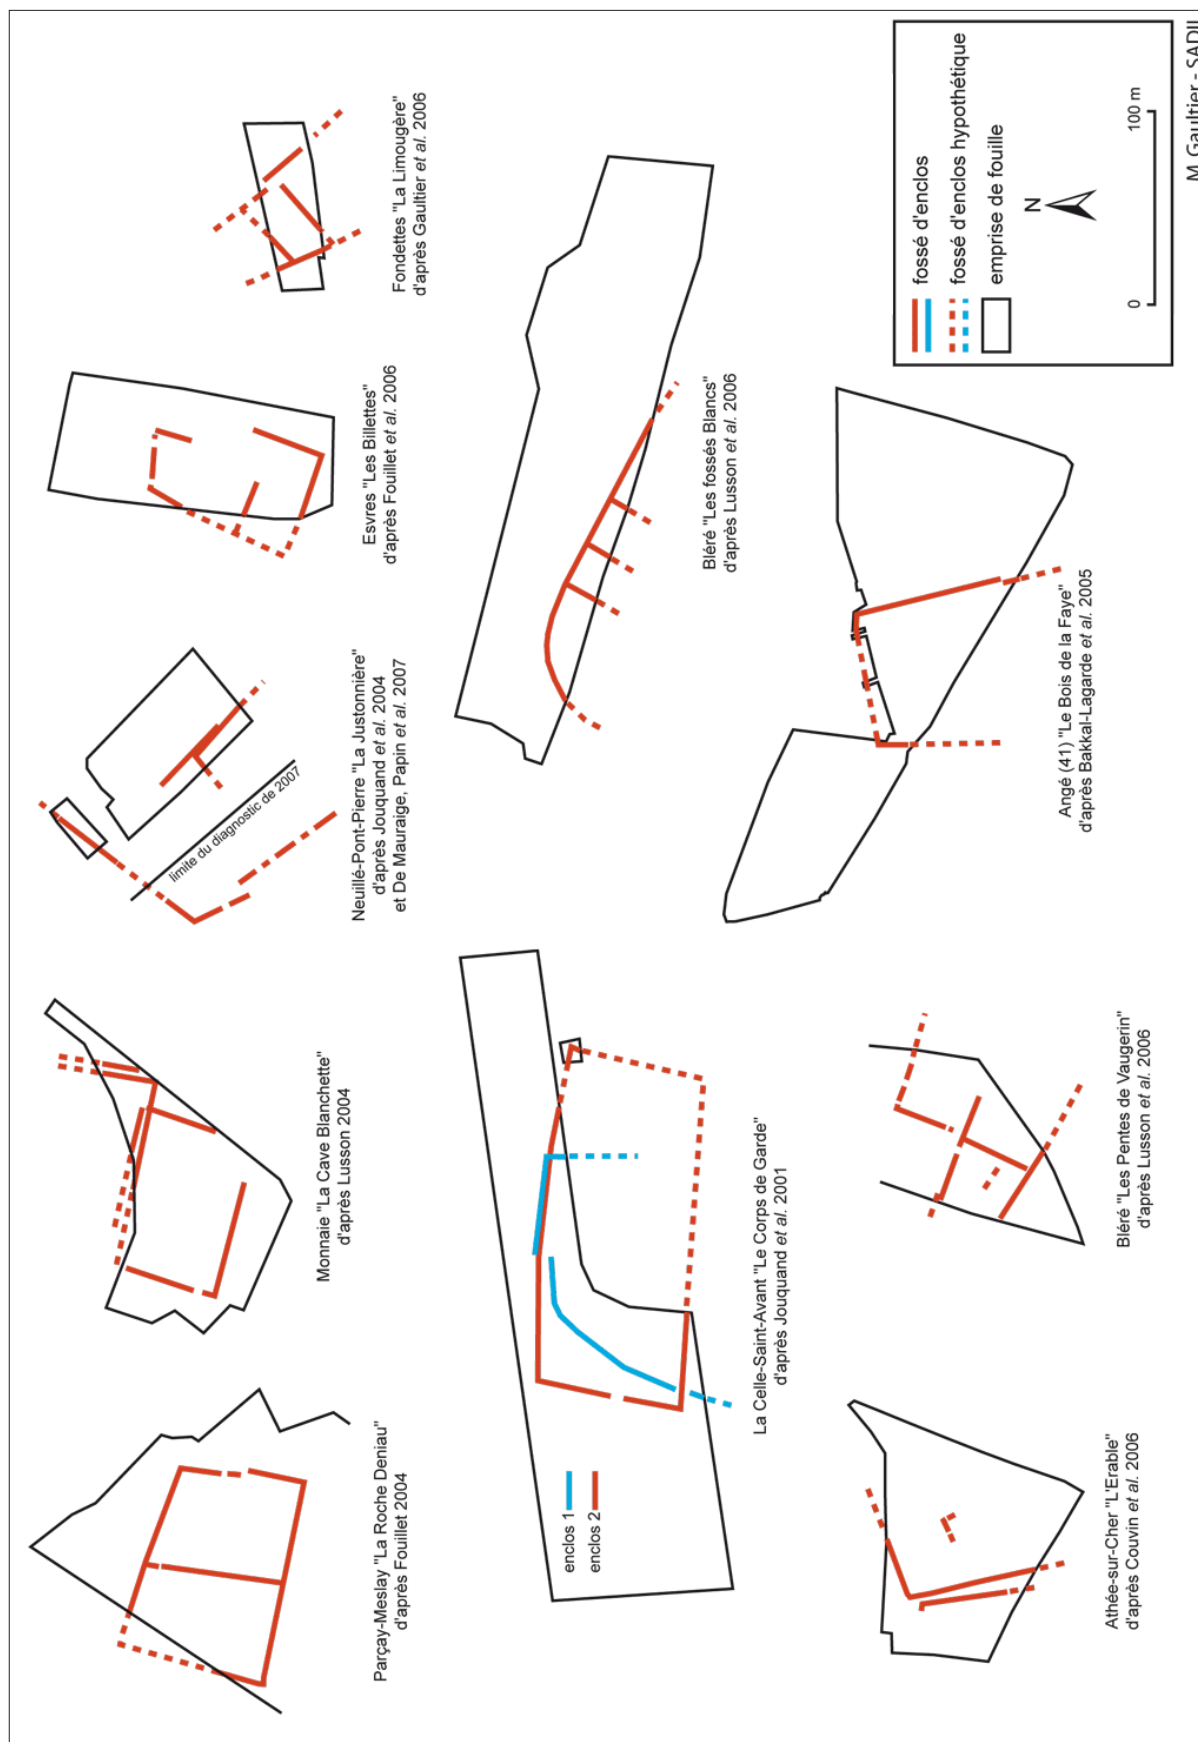 Parçay-Meslay "La Roche Deniau"
d'après Fouillet 2004
Monnaie "La Cave Blanchette"
d'après Lusson 2004
Neuillé-Pont-Pierre "La Justonnière"
d'après Jouquand et al. 2004
et De Mauraige, Papin et al. 2007
limite du diagnostic de 2007
Esvres "Les Billettes"
d'après Fouillet et al. 2006
Fondettes "La Limougère"
d'après Gaultier et al. 2006
enclos 1
enclos 2
La Celle-Saint-Avant "Le Corps de Garde"
d'après Jouquand et al. 2001
Bléré "Les fossés Blancs"
d'après Lusson et al. 2006
Athée-sur-Cher "L'Erable"
d'après Couvin et al. 2006
Bléré "Les Pentes de Vaugerin"
d'après Lusson et al. 2006
Angé (41) "Le Bois de la Faye"
d'après Bakkal-Lagarde et al. 2005
fossé d'enclos
fossé d'enclos hypothétique
emprise de fouille
N
0 100 m
M. Gaultier - SADIL